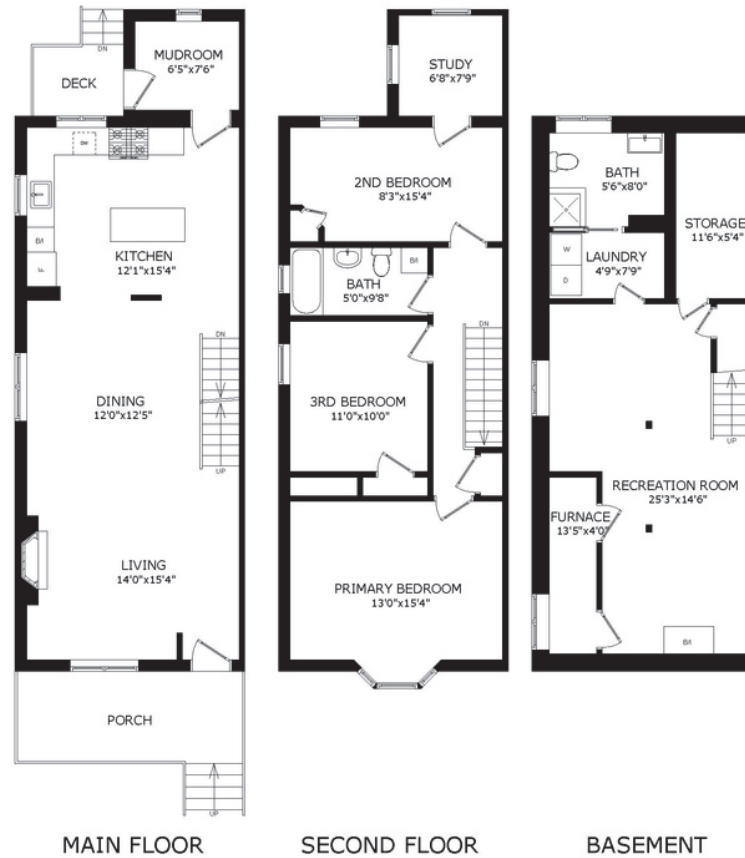 DN
MUDROOM
6'5"x7'6"
DECK
DW
KITCHEN
12'1"x15'4"
B/I
F
DN
DINING
12'0"x12'5"
UP
LIVING
14'0"x15'4"
PORCH
UP
MAIN FLOOR
STUDY
6'8"x7'9"
2ND BEDROOM
8'3"x15'4"
BATH
5'0"x9'8"
B/I
DN
3RD BEDROOM
11'0"x10'0"
PRIMARY BEDROOM
13'0"x15'4"
SECOND FLOOR
BATH
5'6"x8'0"
STORAGE
11'6"x5'4"
W
LAUNDRY
4'9"x7'9"
D
UP
RECREATION ROOM
25'3"x14'6"
FURNACE
13'5"x4'0"
B/I
BASEMENT